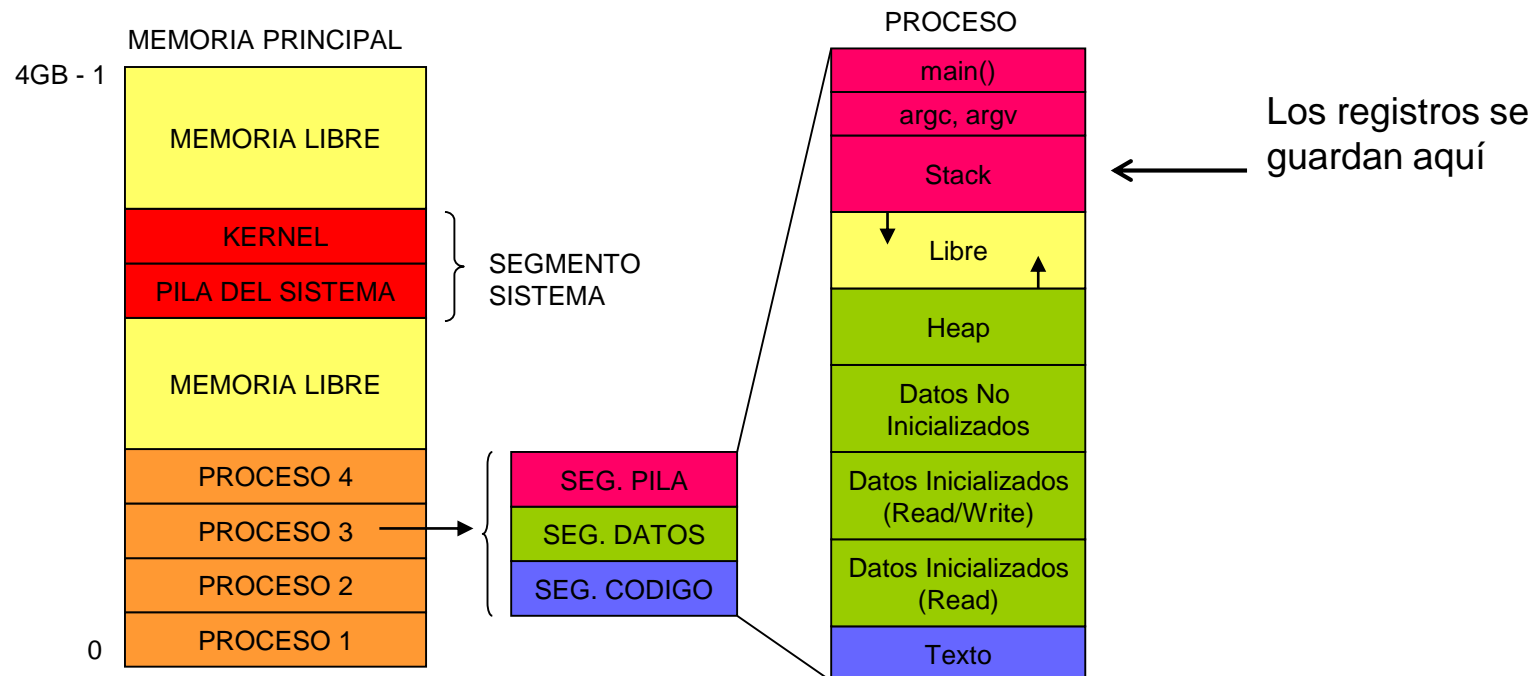 MEMORIA PRINCIPAL
4GB - 1
MEMORIA LIBRE
KERNEL
PILA DEL SISTEMA
SEGMENTO
SISTEMA
MEMORIA LIBRE
PROCESO 4
PROCESO 3
PROCESO 2
PROCESO 1
0
SEG. PILA
SEG. DATOS
SEG. CODIGO
PROCESO
main()
argc, argv
Stack
Libre
Heap
Datos No
Inicializados
Datos Inicializados
(Read/Write)
Datos Inicializados
(Read)
Texto
Los registros se
guardan aquí